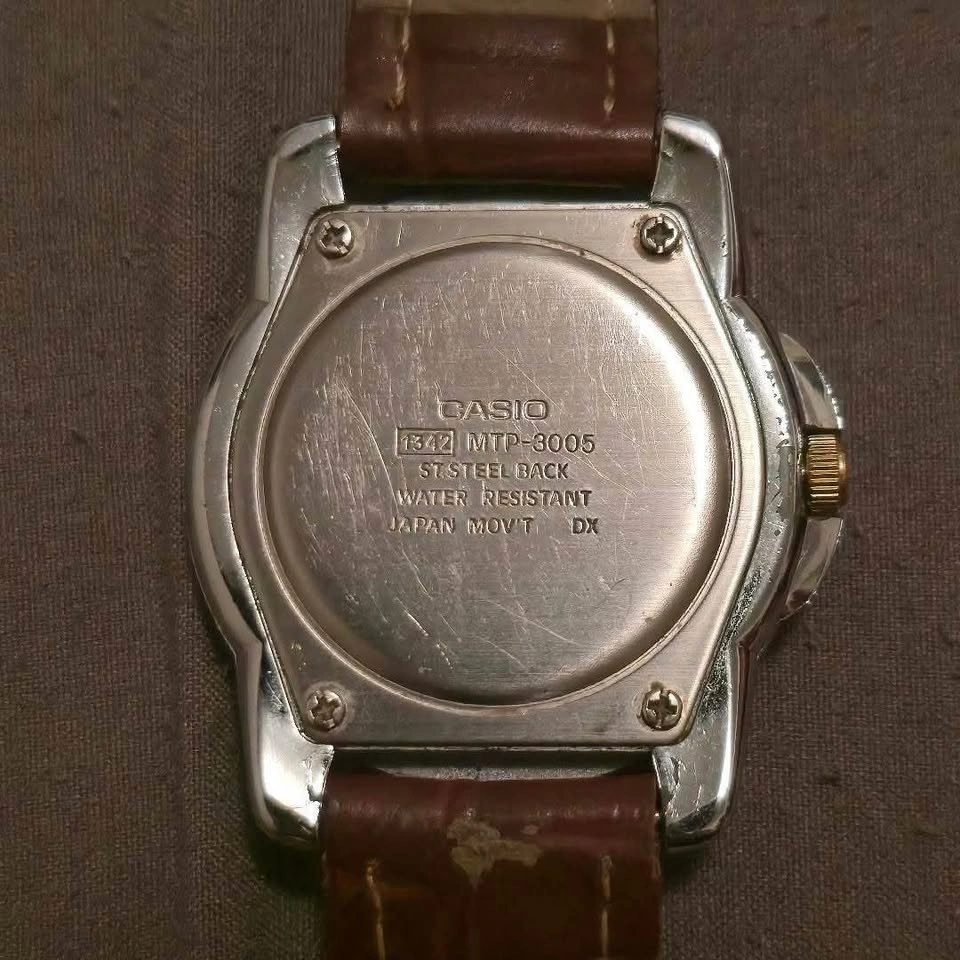 CASIO
1342 MTP-3005
ST. STEEL BACK
WATER RESISTANT
JAPAN MOV'T DX